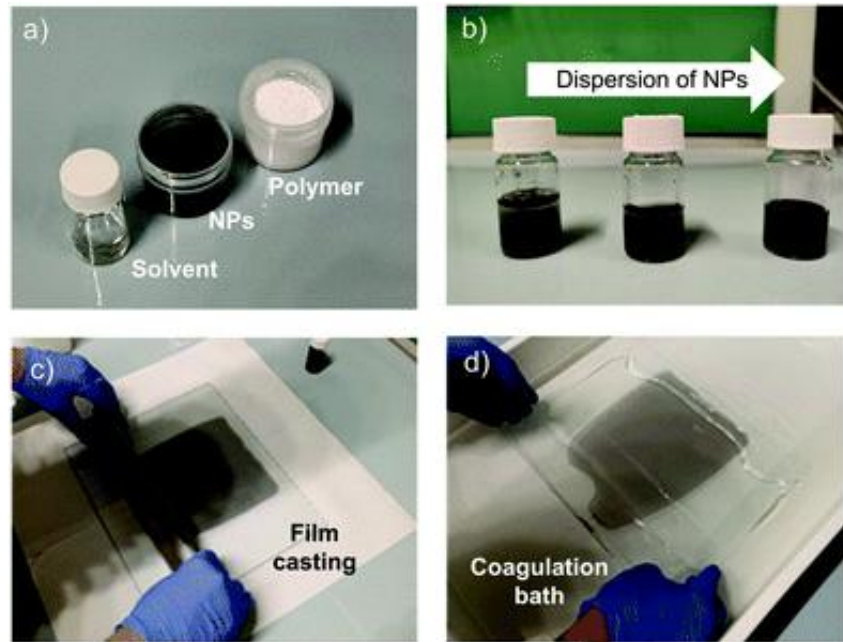 a)
Solvent
NPs
Polymer
b)
Dispersion of NPs
c)
Film
casting
d)
Coagulation
bath